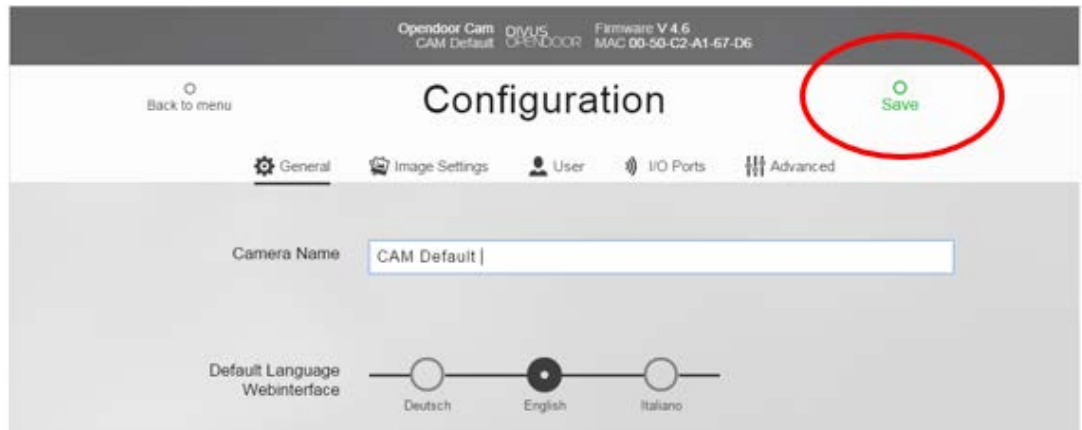 Opendoor Cam DIVUS Firmware V 4.6
CAM Default OPENDOOR MAC 00-50-C2-A1-67-D6
Back to menu Configuration Save
General Image Settings User I/O Ports Advanced
Camera Name CAM Default
Default Language
Webinterface
Deutsch English Italiano